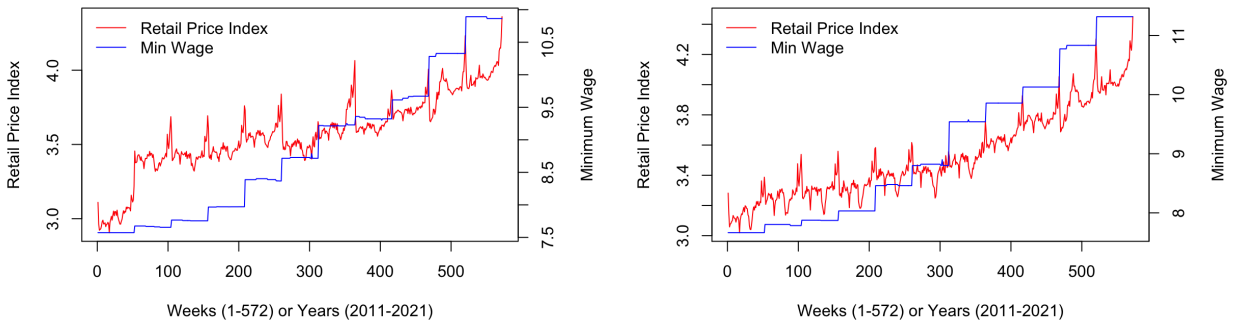 Retail Price Index
Min Wage
Retail Price Index
4.0
3.5
3.0
10.5
9.5
8.5
7.5
Minimum Wage
0 100 200 300 400 500
Weeks (1-572) or Years (2011-2021)
Retail Price Index
Min Wage
Retail Price Index
4.2
3.8
3.4
3.0
11
10
9
8
Minimum Wage
0 100 200 300 400 500
Weeks (1-572) or Years (2011-2021)